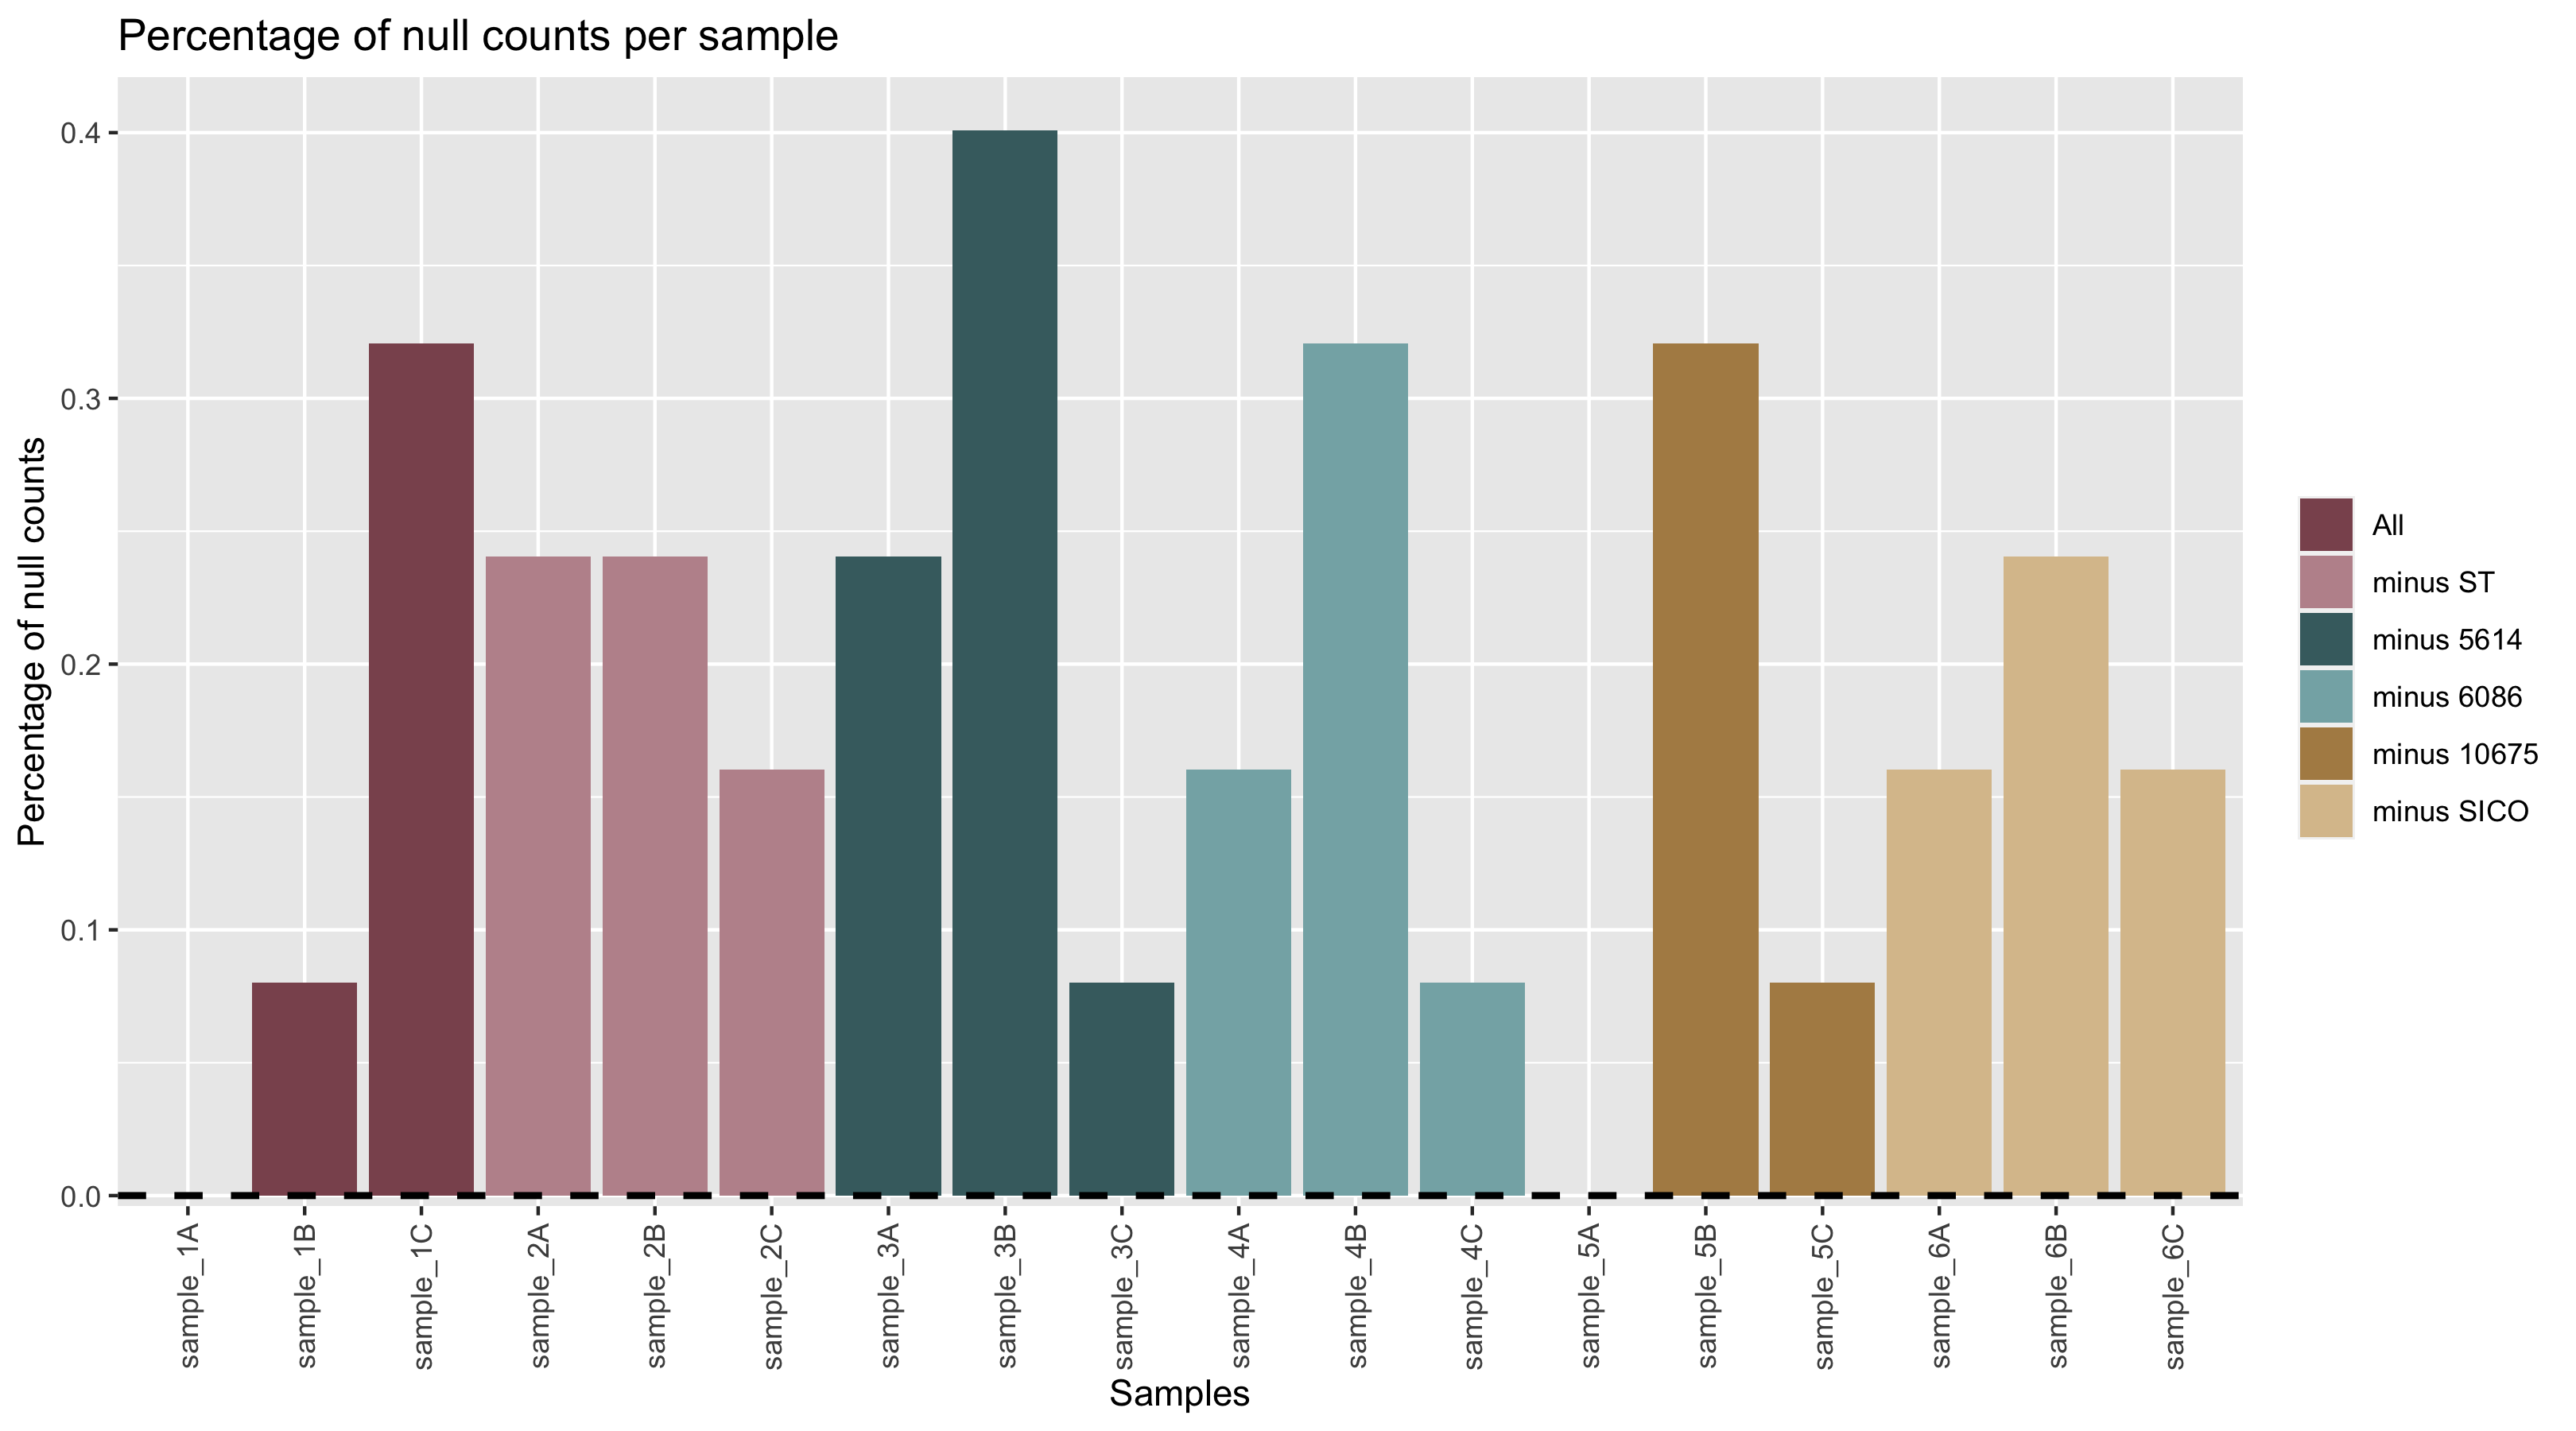 Percentage of null counts per sample
Percentage of null counts
0.4
0.3
0.2
0.1
0.0
sample_1A
sample_1B
sample_1C
sample_2A
sample_2B
sample_2C
sample_3A
sample_3B
sample_3C
sample_4A
sample_4B
sample_4C
sample_5A
sample_5B
sample_5C
sample_6A
sample_6B
sample_6C
Samples
All
minus ST
minus 5614
minus 6086
minus 10675
minus SICO